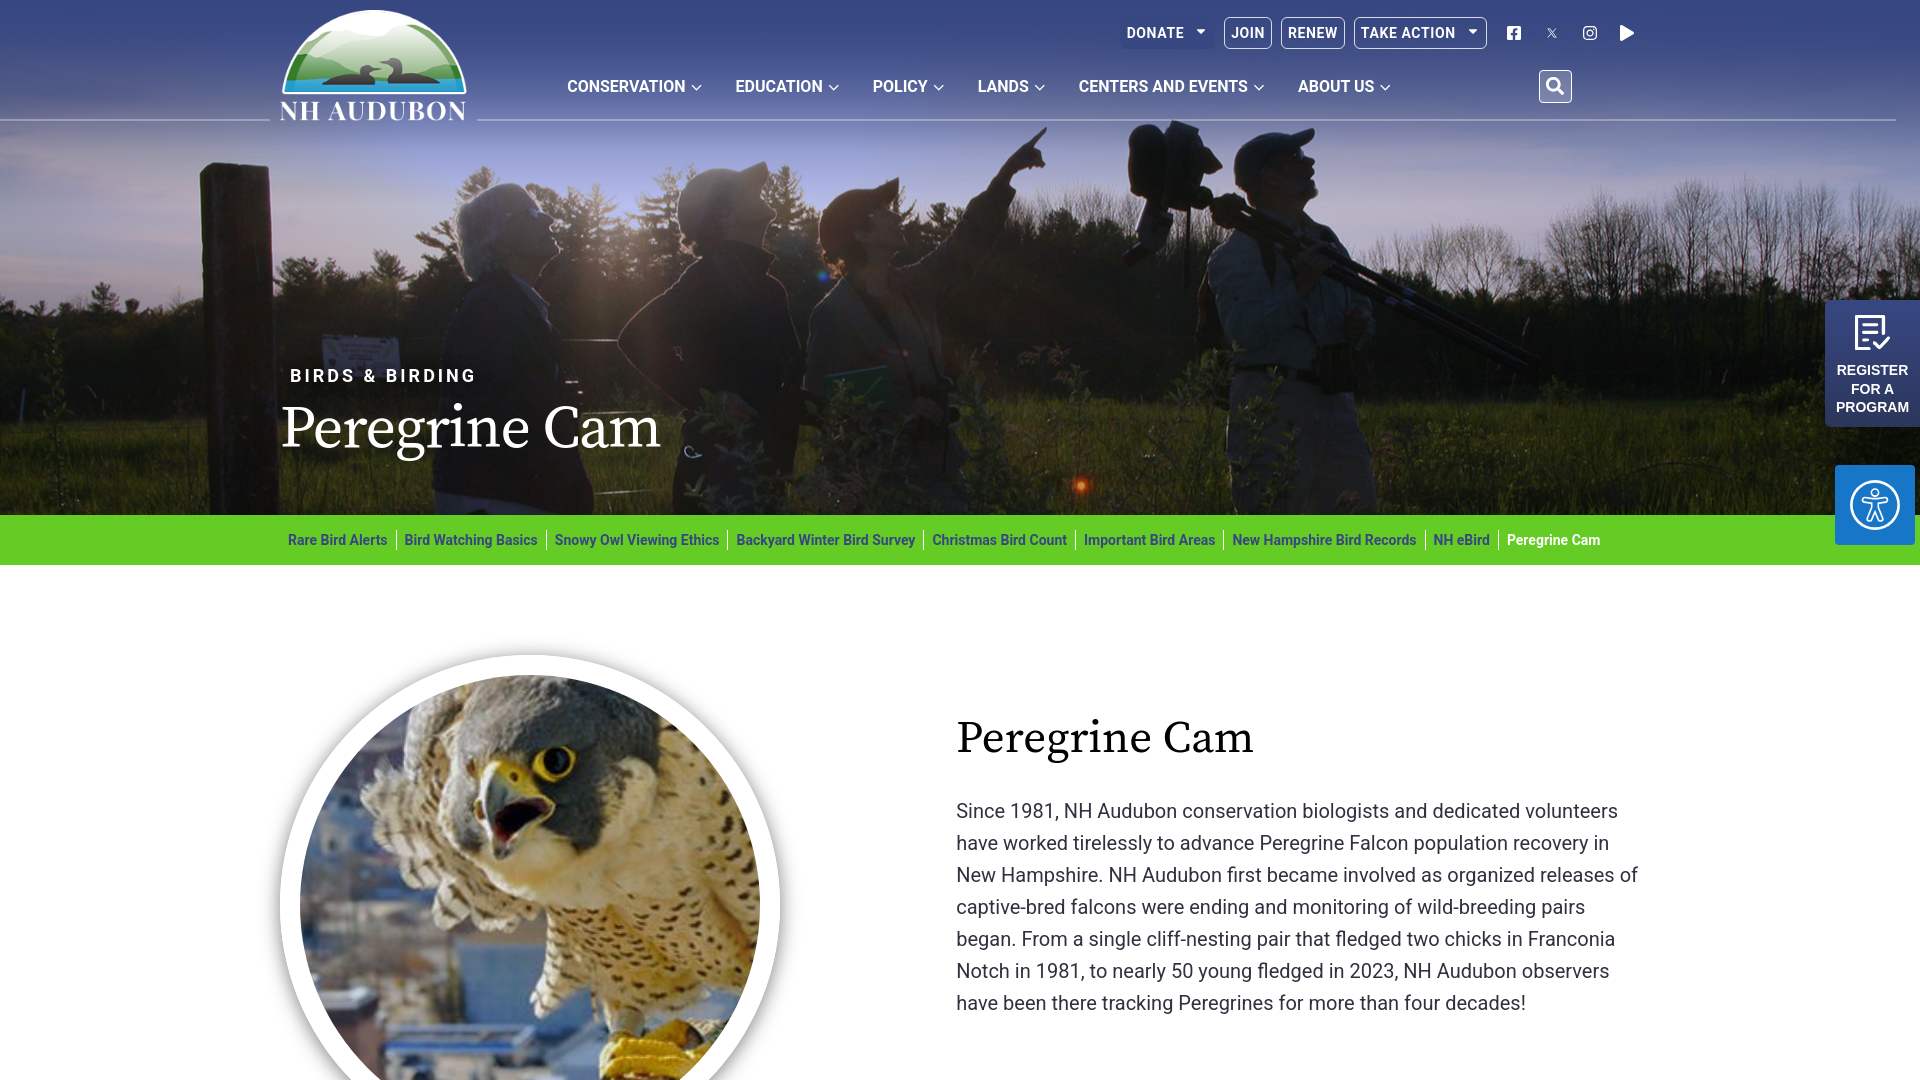 DONATE
JOIN
RENEW
TAKE ACTION
NH AUDUBON
CONSERVATION
EDUCATION
POLICY
LANDS
CENTERS AND EVENTS
ABOUT US
BIRDS & BIRDING
Peregrine Cam
REGISTER
FOR A
PROGRAM
Rare Bird Alerts
Bird Watching Basics
Snowy Owl Viewing Ethics
Backyard Winter Bird Survey
Christmas Bird Count
Important Bird Areas
New Hampshire Bird Records
NH eBird
Peregrine Cam
Peregrine Cam
Since 1981, NH Audubon conservation biologists and dedicated volunteers
have worked tirelessly to advance Peregrine Falcon population recovery in
New Hampshire. NH Audubon first became involved as organized releases of
captive-bred falcons were ending and monitoring of wild-breeding pairs
began. From a single cliff-nesting pair that fledged two chicks in Franconia
Notch in 1981, to nearly 50 young fledged in 2023, NH Audubon observers
have been there tracking Peregrines for more than four decades!